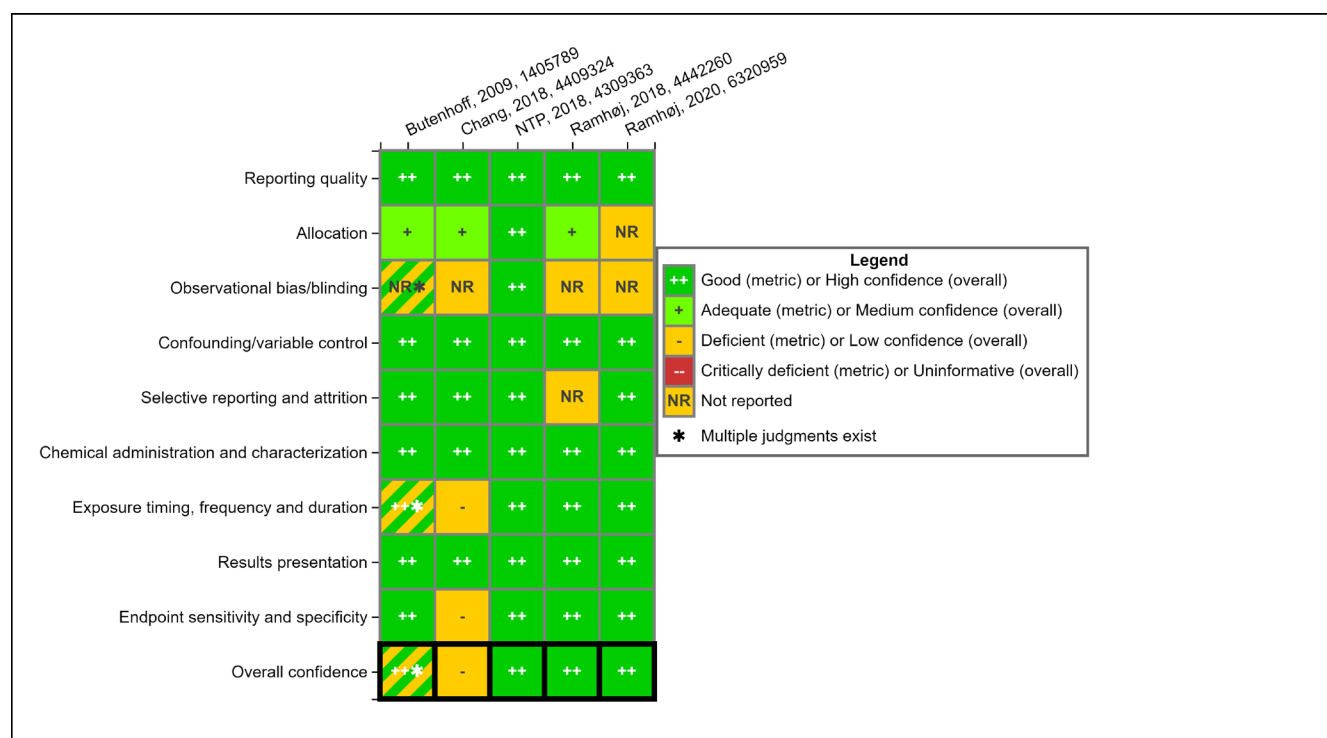 Butenhoff, 2009, 1405789
Chang, 2018, 4409324
NTP, 2018, 4309363
Ramhøj, 2018, 4442260
Ramhøj, 2020, 6320959
Reporting quality ++ ++ ++ ++ ++
Allocation + + ++ + NR
Observational bias/blinding NR* NR ++ NR NR
Confounding/variable control ++ ++ ++ ++ ++
Selective reporting and attrition ++ ++ ++ NR ++
Chemical administration and characterization ++ ++ ++ ++ ++
Exposure timing, frequency and duration ++* - ++ ++ ++
Results presentation ++ ++ ++ ++ ++
Endpoint sensitivity and specificity ++ - ++ ++ ++
Overall confidence ++* - ++ ++ ++
Legend
++ Good (metric) or High confidence (overall)
+ Adequate (metric) or Medium confidence (overall)
- Deficient (metric) or Low confidence (overall)
-- Critically deficient (metric) or Uninformative (overall)
NR Not reported
* Multiple judgments exist